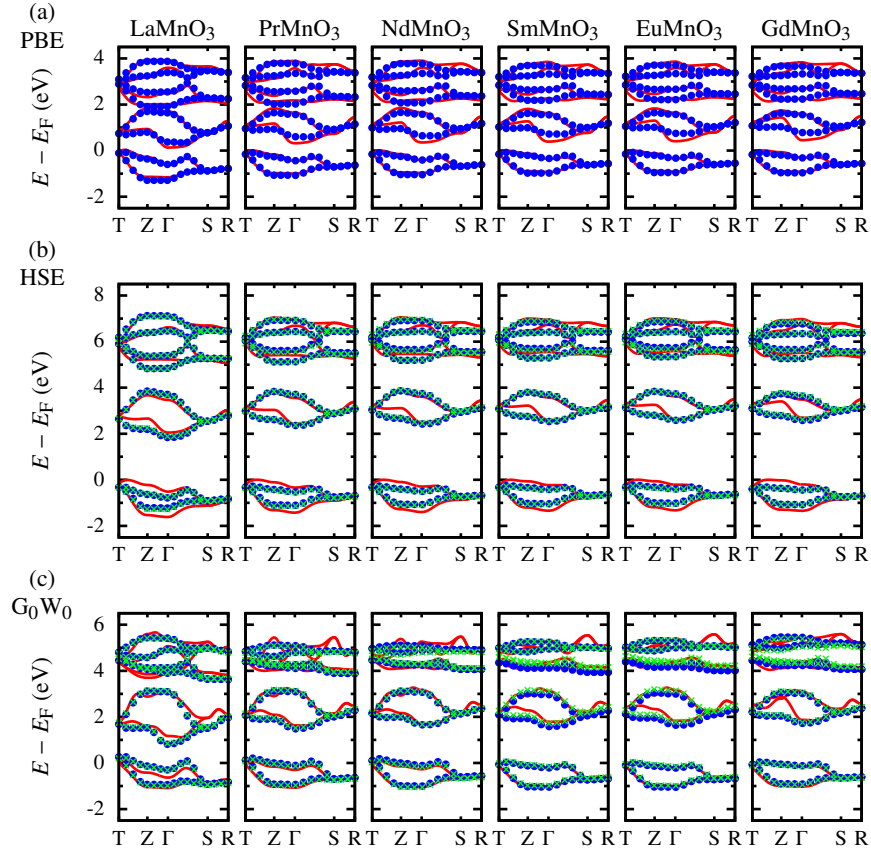 (a)
PBE
LaMnO3 PrMnO3 NdMnO3 SmMnO3 EuMnO3 GdMnO3
E − EF (eV)
4
2
0
-2
T Z Γ S R T Z Γ S R T Z Γ S R T Z Γ S R T Z Γ S R T Z Γ S R
(b)
HSE
E − EF (eV)
8
6
4
2
0
-2
T Z Γ S R T Z Γ S R T Z Γ S R T Z Γ S R T Z Γ S R T Z Γ S R
(c)
G0W0
E − EF (eV)
6
4
2
0
-2
T Z Γ S R T Z Γ S R T Z Γ S R T Z Γ S R T Z Γ S R T Z Γ S R